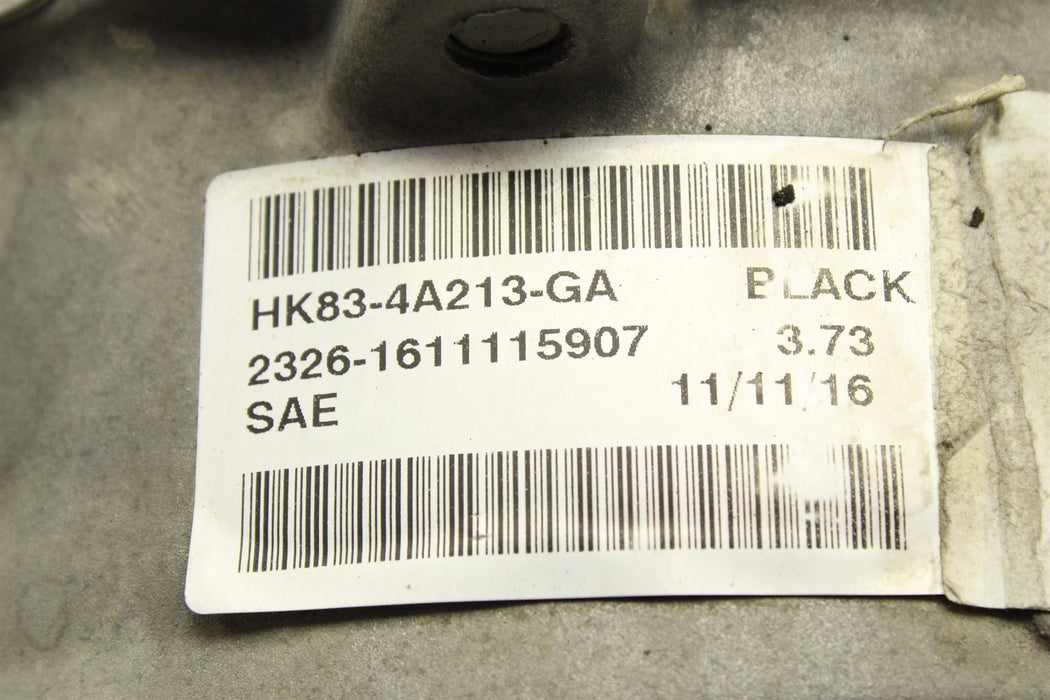 HK83-4A213-GA BLACK
2326-1611115907 3.73
SAE 11/11/16